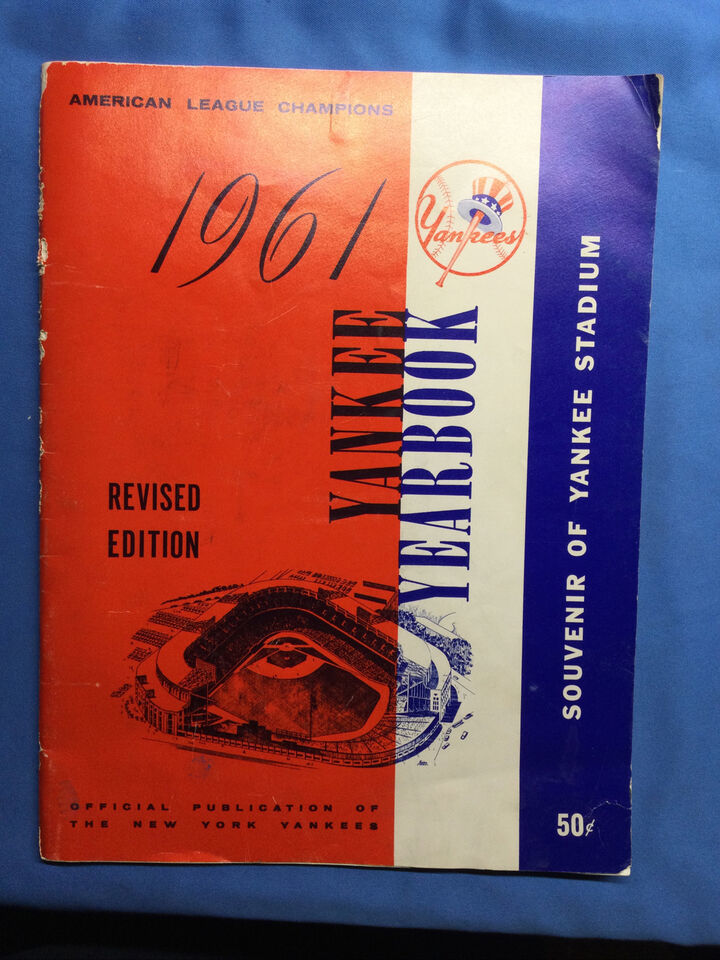 AMERICAN LEAGUE CHAMPIONS
1961
Yankees
YANKEE
YEARBOOK
SOUVENIR OF YANKEE STADIUM
REVISED
EDITION
OFFICIAL PUBLICATION OF
THE NEW YORK YANKEES
50¢